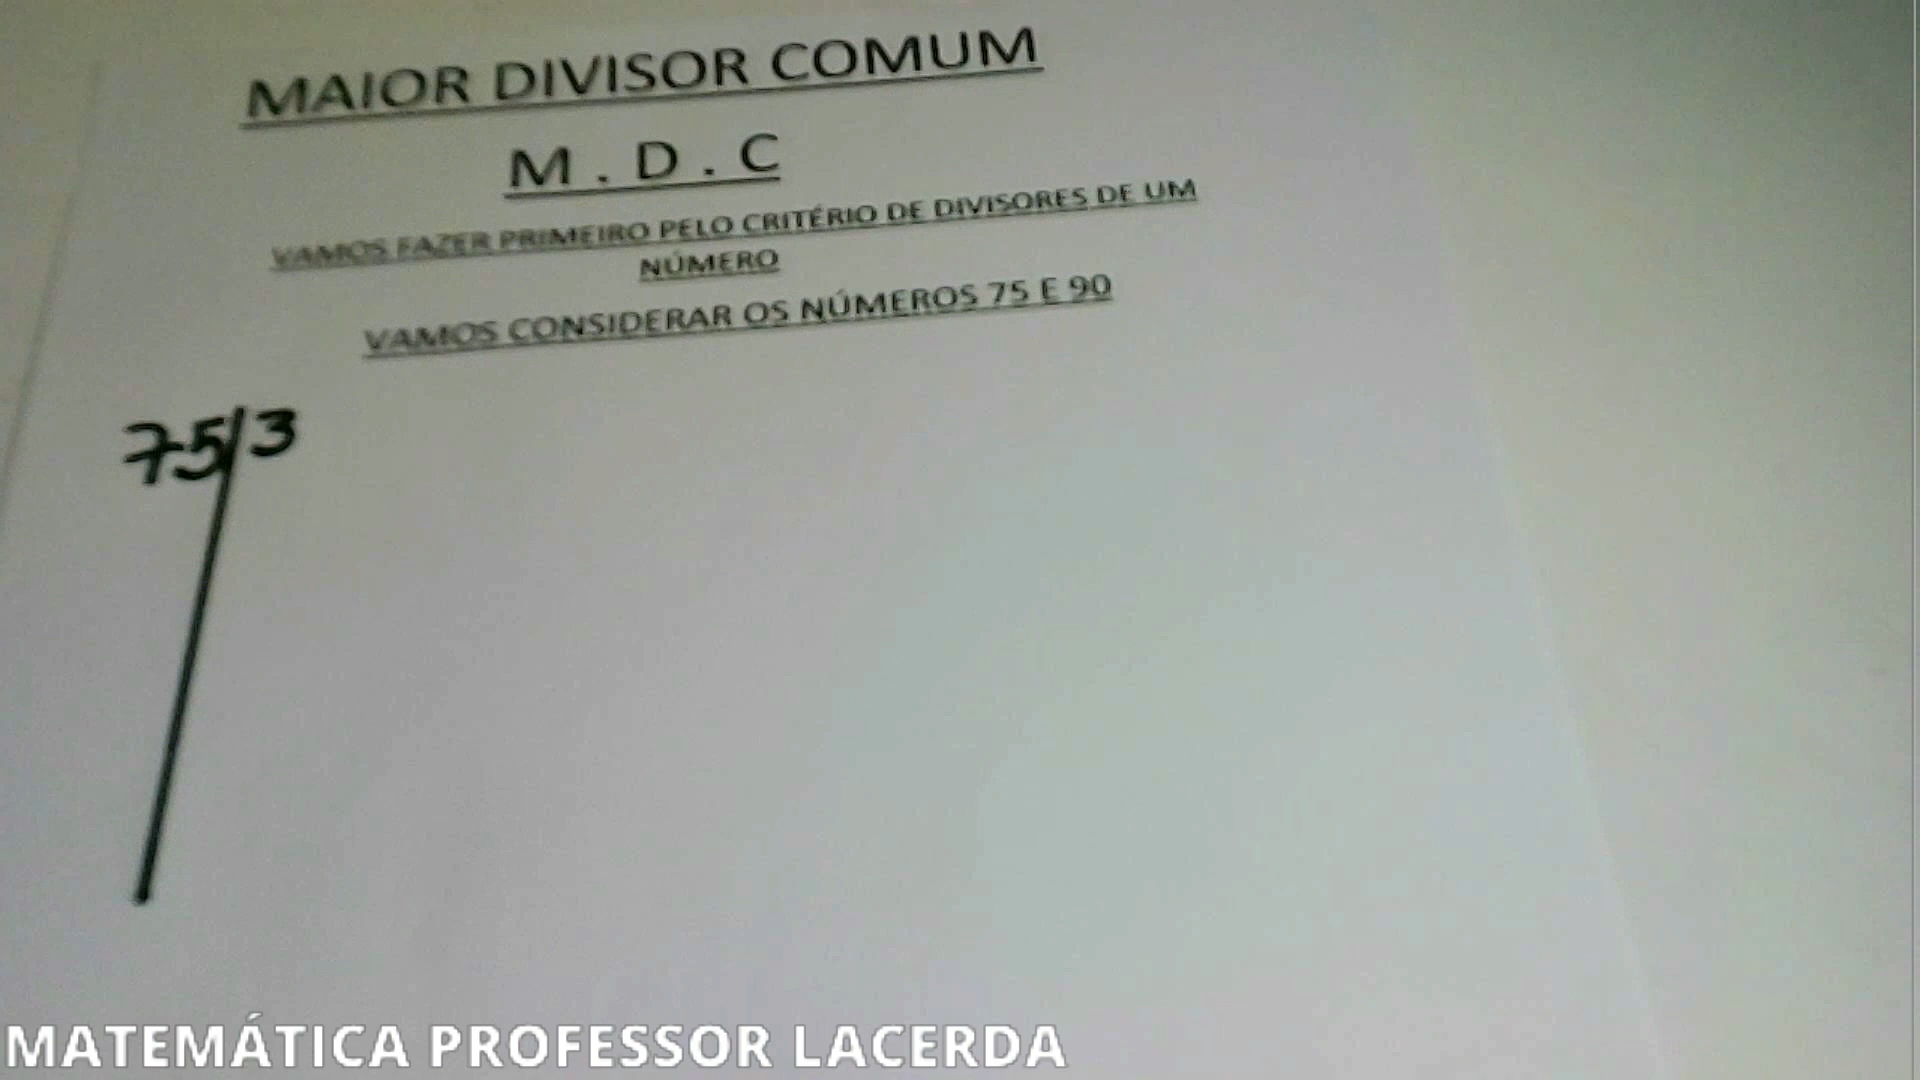 MAIOR DIVISOR COMUM
M . D . C
VAMOS FAZER PRIMEIRO PELO CRITÉRIO DE DIVISORES DE UM
NÚMERO
VAMOS CONSIDERAR OS NÚMEROS 75 E 90
75|3
MATEMÁTICA PROFESSOR LACERDA